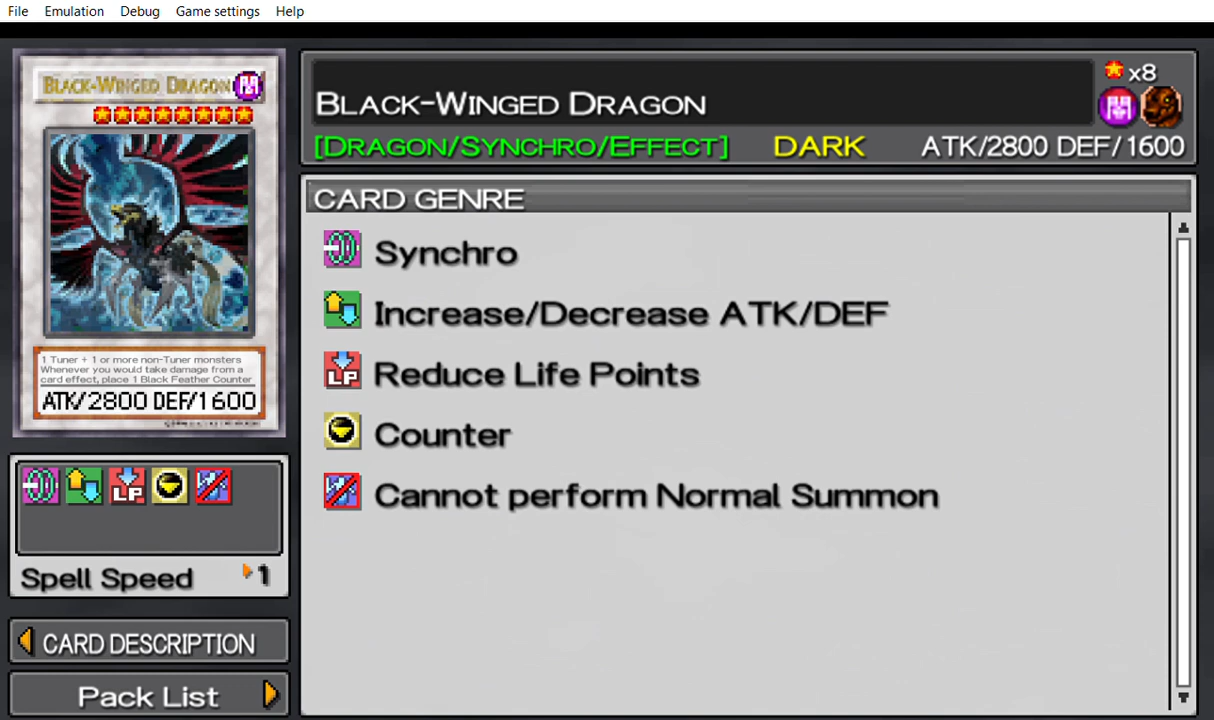 File Emulation Debug Game settings Help
BLACK-WINGED DRAGON
1 Tuner + 1 or more non-Tuner monsters
Whenever you would take damage from a
card effect, place 1 Black Feather Counter
ATK/2800 DEF/1600
x8
BLACK-WINGED DRAGON
[DRAGON/SYNCHRO/EFFECT] DARK ATK/2800 DEF/1600
CARD GENRE
Synchro
Increase/Decrease ATK/DEF
LP Reduce Life Points
Counter
Cannot perform Normal Summon
LP
Spell Speed 1
CARD DESCRIPTION
Pack List